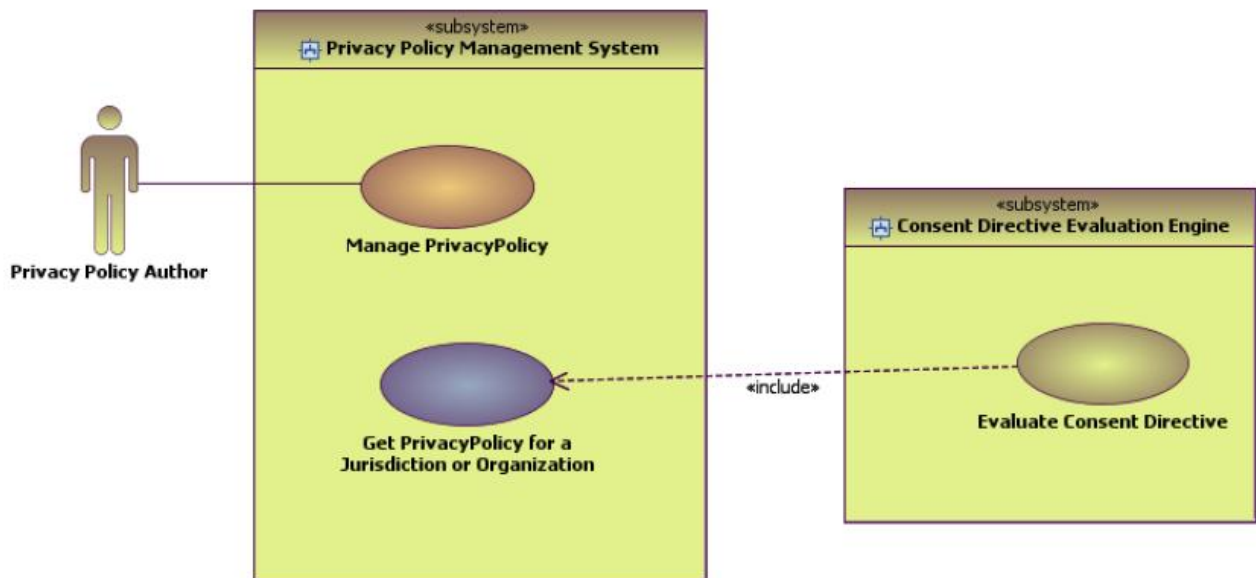 «subsystem»
Privacy Policy Management System
Privacy Policy Author
Manage PrivacyPolicy
Get PrivacyPolicy for a
Jurisdiction or Organization
«include»
«subsystem»
Consent Directive Evaluation Engine
Evaluate Consent Directive